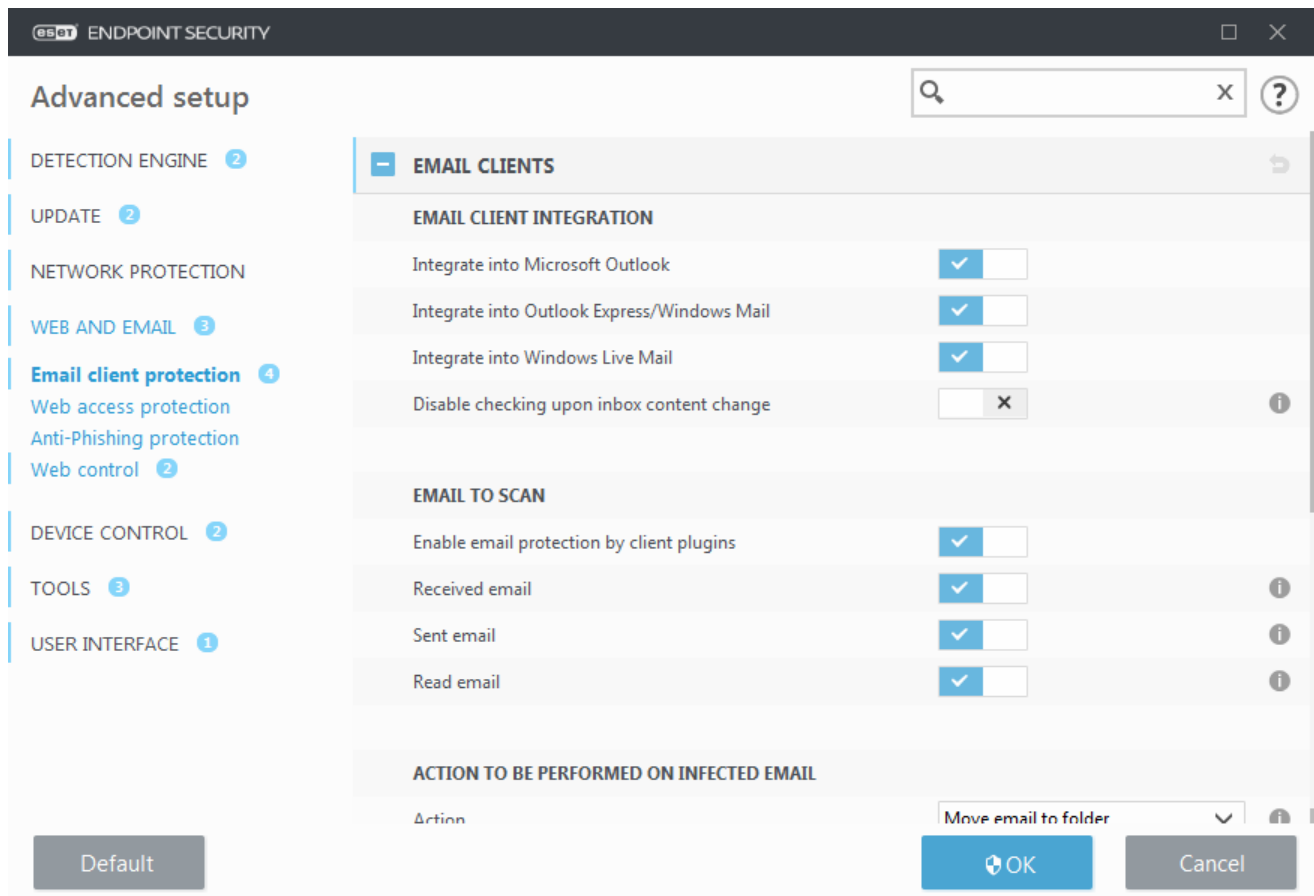 eset ENDPOINT SECURITY
Advanced setup
DETECTION ENGINE 2
UPDATE 2
NETWORK PROTECTION
WEB AND EMAIL 3
Email client protection 4
Web access protection
Anti-Phishing protection
Web control 2
DEVICE CONTROL 2
TOOLS 3
USER INTERFACE 1
EMAIL CLIENTS
EMAIL CLIENT INTEGRATION
Integrate into Microsoft Outlook
Integrate into Outlook Express/Windows Mail
Integrate into Windows Live Mail
Disable checking upon inbox content change
EMAIL TO SCAN
Enable email protection by client plugins
Received email
Sent email
Read email
ACTION TO BE PERFORMED ON INFECTED EMAIL
Action Move email to folder
Default OK Cancel